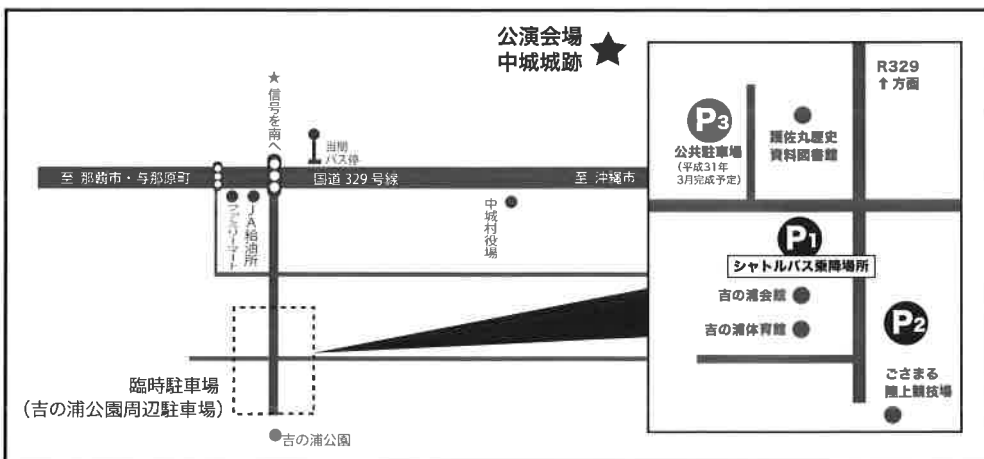 公演会場
中城城跡
★信号を南へ
当間
バス停
至 那覇市・与那原町
国道 329 号線
至 沖縄市
ファミリーマート
JA給油所
中城村役場
臨時駐車場
(吉の浦公園周辺駐車場)
吉の浦公園
R329
↑方面
P3
公共駐車場
(平成31年
3月完成予定)
護佐丸歴史
資料図書館
P1
シャトルバス乗降場所
吉の浦会館
吉の浦体育館
P2
ごさまる
陸上競技場